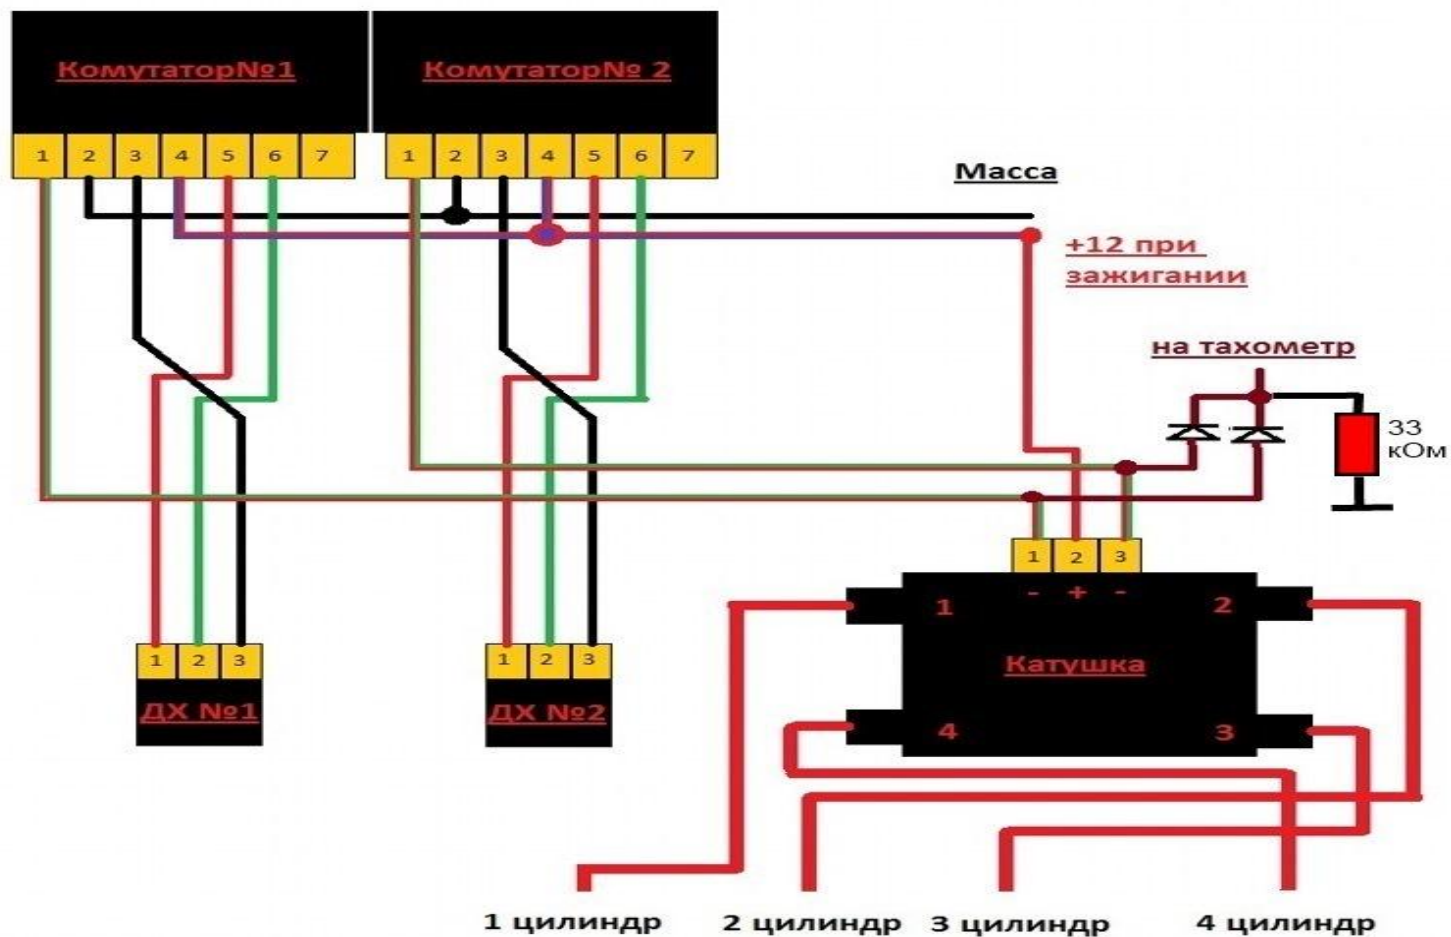 Комутатор№1
Комутатор№ 2
1 2 3 4 5 6 7
1 2 3 4 5 6 7
Масса
+12 при
зажигании
на тахометр
33
кОм
1 2 3
- + -
1 2
Катушка
4 3
1 2 3
ДХ №1
1 2 3
ДХ №2
1 цилиндр 2 цилиндр 3 цилиндр 4 цилиндр